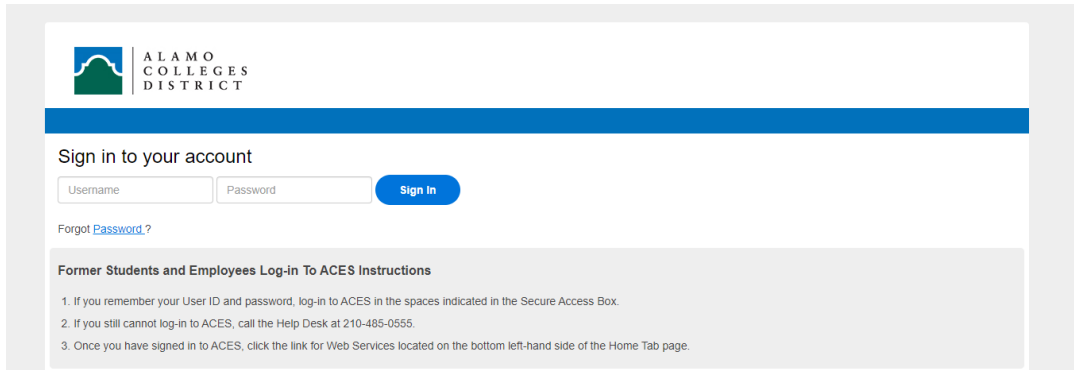 ALAMO
COLLEGES
DISTRICT
Sign in to your account
Username Password Sign In
Forgot Password ?
Former Students and Employees Log-in To ACES Instructions
1. If you remember your User ID and password, log-in to ACES in the spaces indicated in the Secure Access Box.
2. If you still cannot log-in to ACES, call the Help Desk at 210-485-0555.
3. Once you have signed in to ACES, click the link for Web Services located on the bottom left-hand side of the Home Tab page.